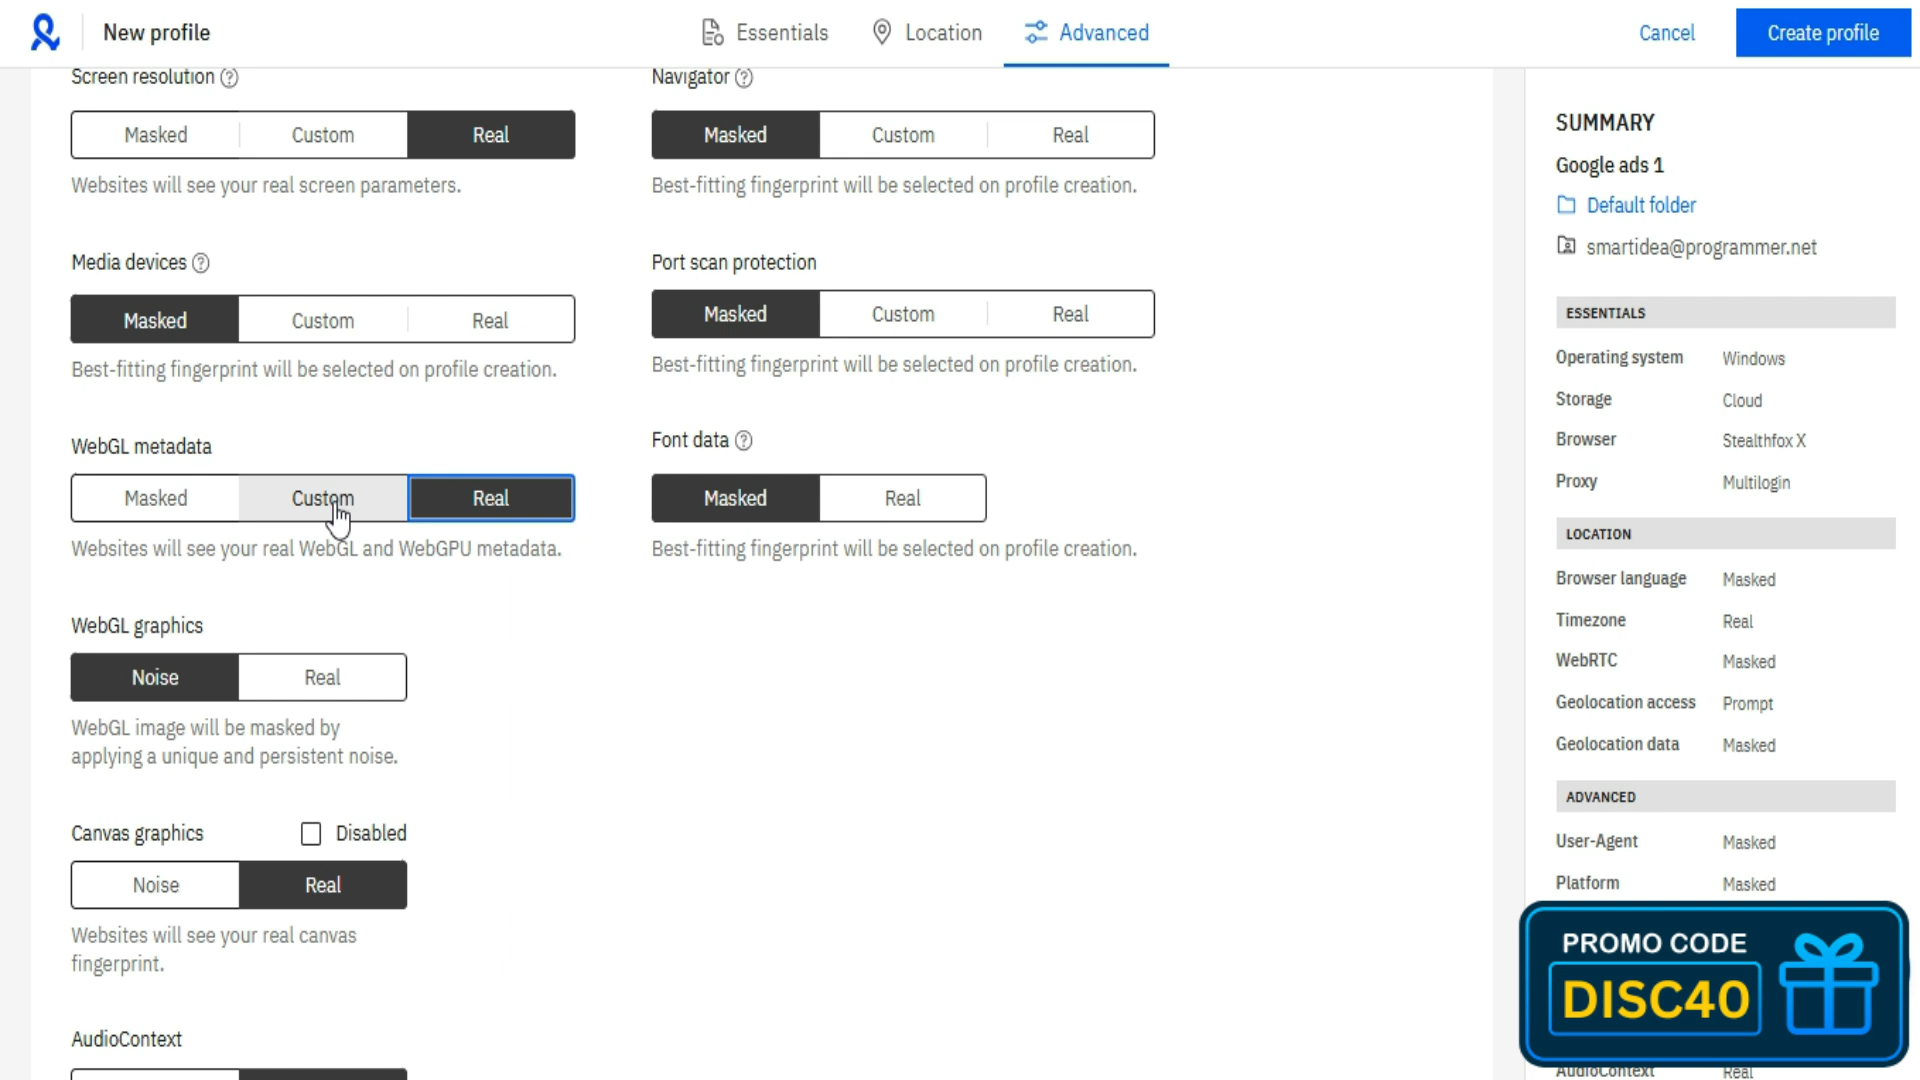 New profile
Essentials
Location
Advanced
Cancel
Create profile
Screen resolution
Masked
Custom
Real
Websites will see your real screen parameters.
Navigator
Masked
Custom
Real
Best-fitting fingerprint will be selected on profile creation.
Media devices
Masked
Custom
Real
Best-fitting fingerprint will be selected on profile creation.
Port scan protection
Masked
Custom
Real
Best-fitting fingerprint will be selected on profile creation.
WebGL metadata
Masked
Custom
Real
Websites will see your real WebGL and WebGPU metadata.
Font data
Masked
Real
Best-fitting fingerprint will be selected on profile creation.
WebGL graphics
Noise
Real
WebGL image will be masked by
applying a unique and persistent noise.
Canvas graphics
Disabled
Noise
Real
Websites will see your real canvas
fingerprint.
AudioContext
SUMMARY
Google ads 1
Default folder
smartidea@programmer.net
ESSENTIALS
Operating system Windows
Storage Cloud
Browser Stealthfox X
Proxy Multilogin
LOCATION
Browser language Masked
Timezone Real
WebRTC Masked
Geolocation access Prompt
Geolocation data Masked
ADVANCED
User-Agent Masked
Platform Masked
PROMO CODE
DISC40
AudioContext Real